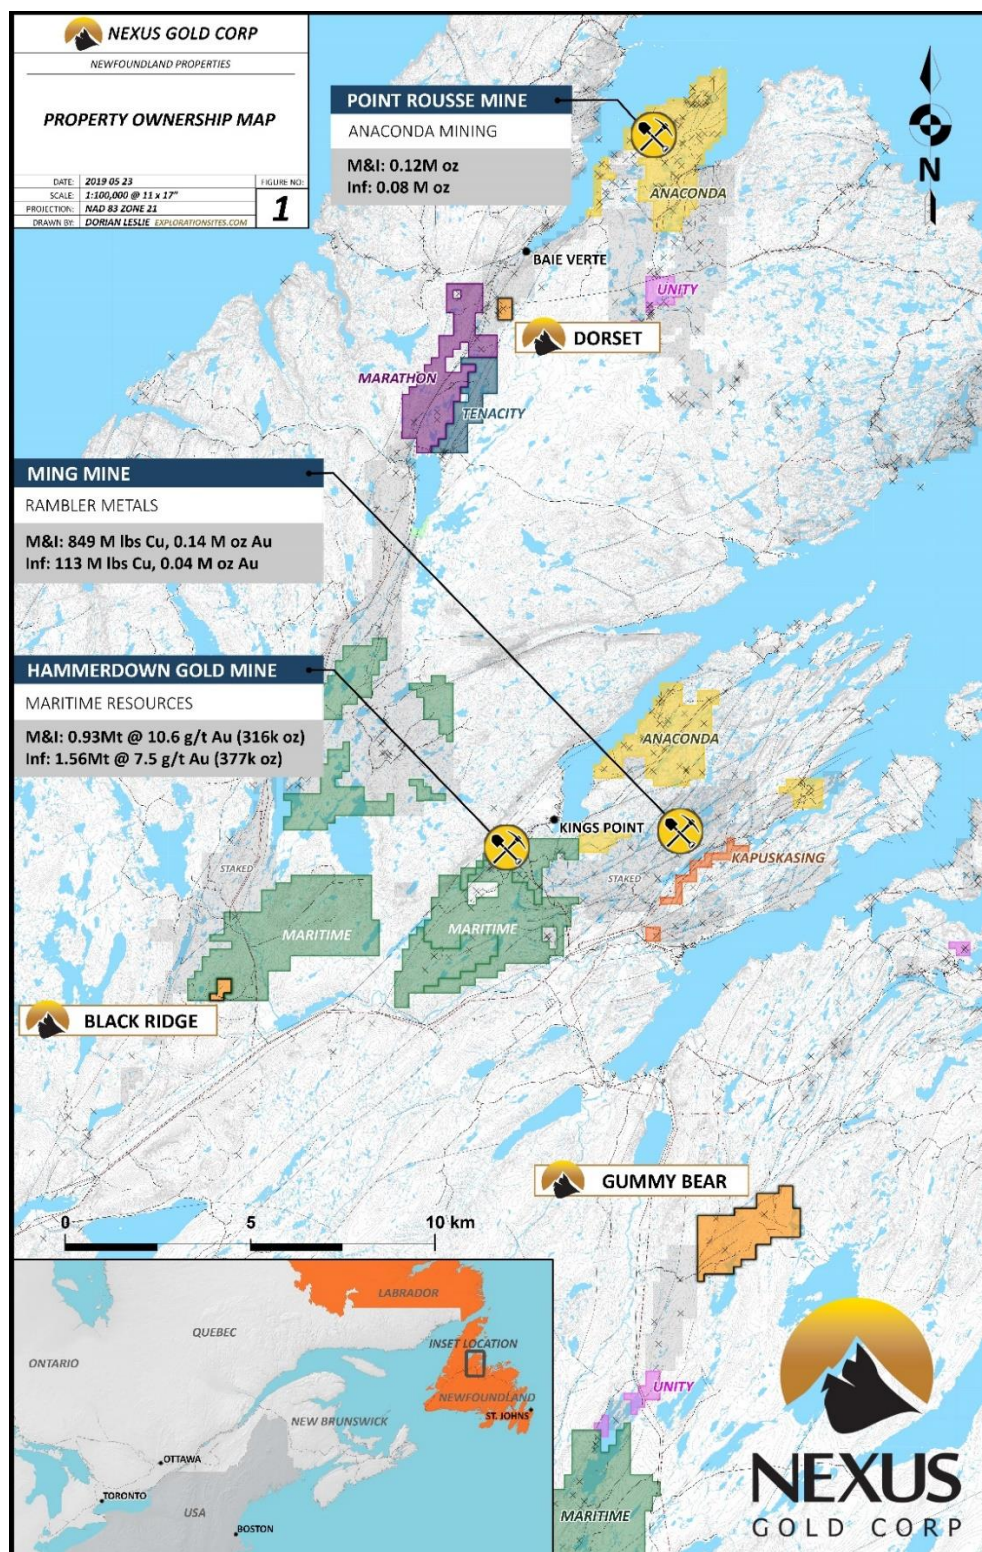 NEXUS GOLD CORP
NEWFOUNDLAND PROPERTIES
PROPERTY OWNERSHIP MAP
DATE: 2019 05 23
SCALE: 1:100,000 @ 11 x 17"
PROJECTION: NAD 83 ZONE 21
DRAWN BY: DORIAN LESLIE EXPLORATIONSITES.COM
FIGURE NO:
1
POINT ROUSSE MINE
ANACONDA MINING
M&I: 0.12M oz
Inf: 0.08 M oz
N
ANACONDA
BAIE VERTE
UNITY
DORSET
MARATHON
TENACITY
MING MINE
RAMBLER METALS
M&I: 849 M lbs Cu, 0.14 M oz Au
Inf: 113 M lbs Cu, 0.04 M oz Au
HAMMERDOWN GOLD MINE
MARITIME RESOURCES
M&I: 0.93Mt @ 10.6 g/t Au (316k oz)
Inf: 1.56Mt @ 7.5 g/t Au (377k oz)
ANACONDA
KINGS POINT
KAPUSKASING
STAKED
STAKED
MARITIME
MARITIME
BLACK RIDGE
GUMMY BEAR
0 5 10 km
LABRADOR
QUEBEC
INSET LOCATION
ONTARIO
NEWFOUNDLAND
ST. JOHNS
NEW BRUNSWICK
OTTAWA
TORONTO
USA
BOSTON
UNITY
MARITIME
NEXUS
GOLD CORP